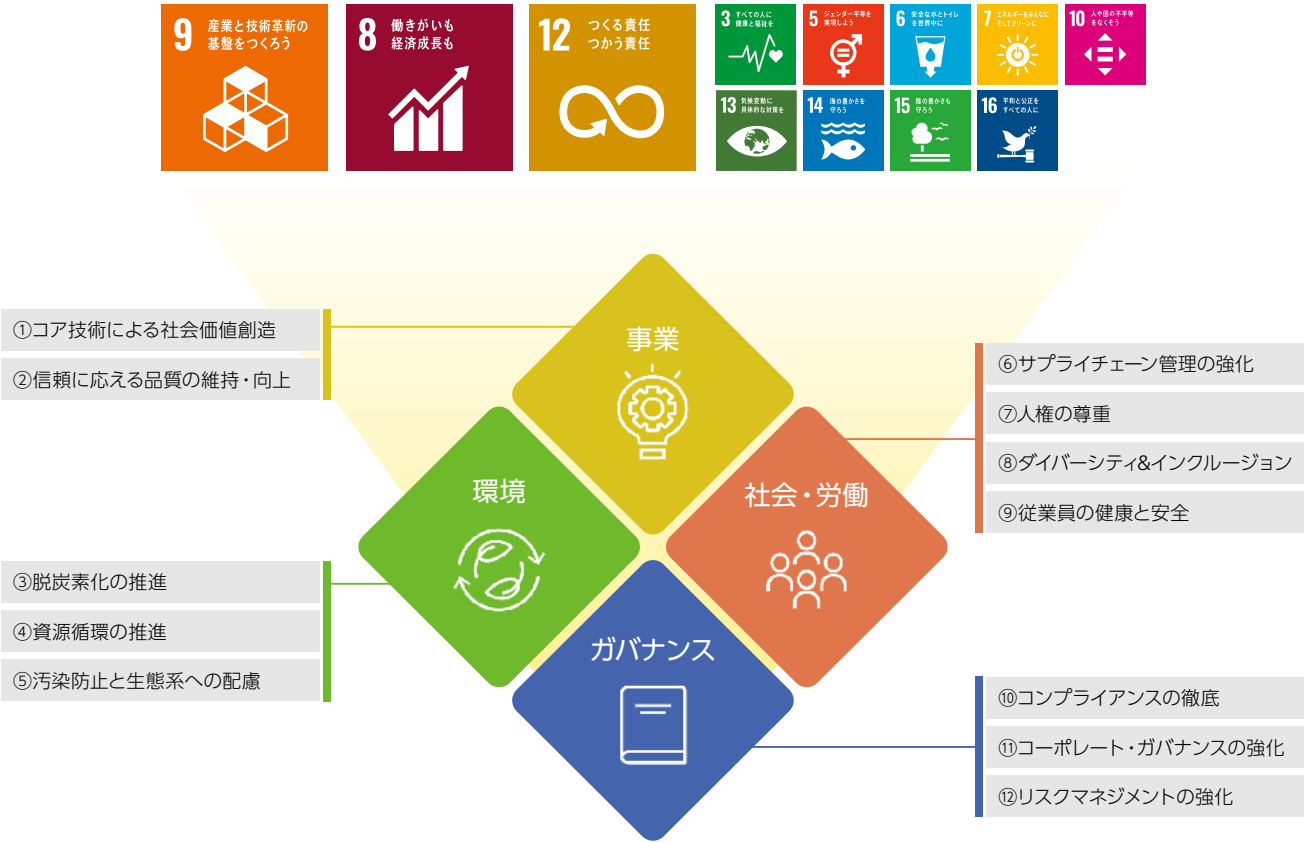 9 産業と技術革新の
基盤をつくろう
8 働きがいも
経済成長も
12 つくる責任
つかう責任
3 すべての人に
健康と福祉を
5 ジェンダー平等を
実現しよう
6 安全な水とトイレ
を世界中に
7 エネルギーをみんなに
そしてクリーンに
10 人や国の不平等
をなくそう
13 気候変動に
具体的な対策を
14 海の豊かさを
守ろう
15 陸の豊かさも
守ろう
16 平和と公正を
すべての人に
事業
①コア技術による社会価値創造
②信頼に応える品質の維持・向上
環境
③脱炭素化の推進
④資源循環の推進
⑤汚染防止と生態系への配慮
社会・労働
⑥サプライチェーン管理の強化
⑦人権の尊重
⑧ダイバーシティ&インクルージョン
⑨従業員の健康と安全
ガバナンス
⑩コンプライアンスの徹底
⑪コーポレート・ガバナンスの強化
⑫リスクマネジメントの強化